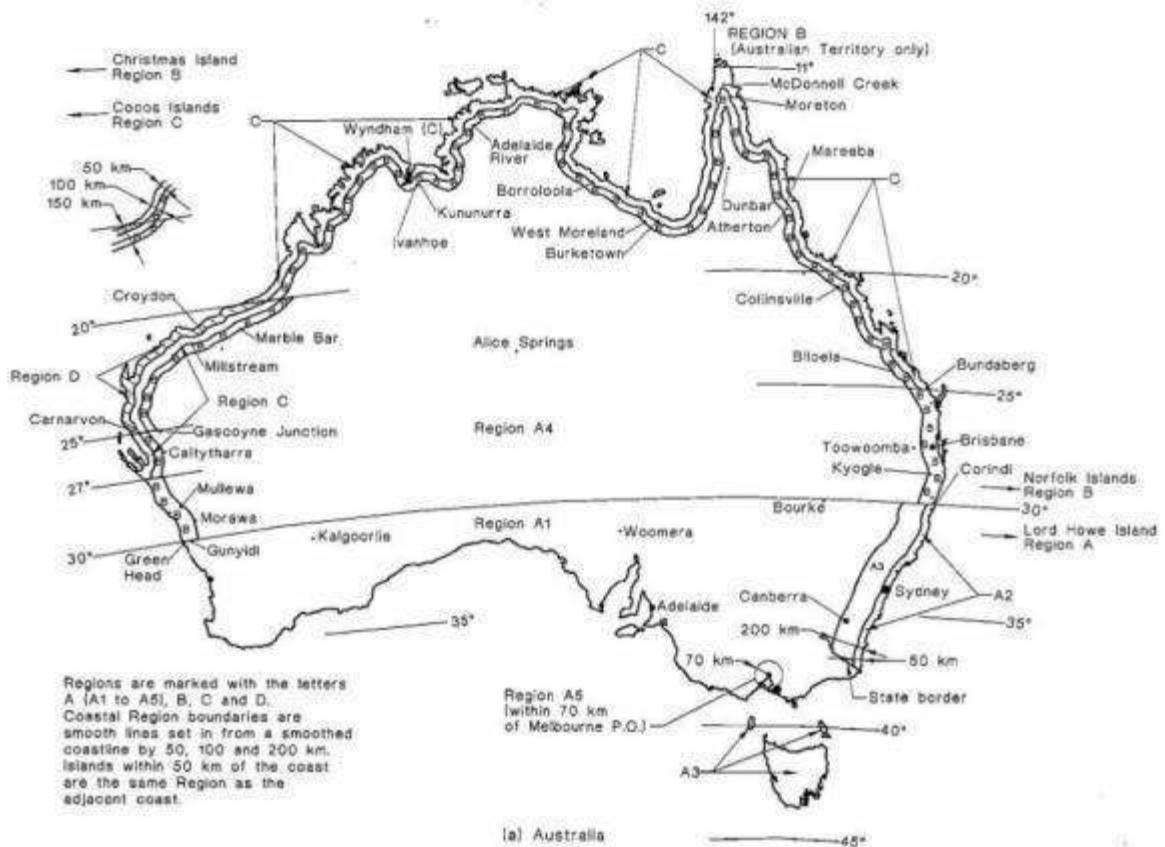 142°
REGION B
(Australian Territory only)
C
11°
Christmas Island
Region B
McDonnell Creek
Moreton
Cocos Islands
Region C
C
Wyndham (C)
Adelaide
River
Mareeba
50 km
100 km
150 km
C
Borroloola
Kununurra
Dunbar
West Moreland
Atherton
Ivanhoe
Burketown
20°
Croydon
Collinsville
20°
Marble Bar
Alice Springs
Millstream
Biloela
Bundaberg
Region D
25°
Region C
Carnarvon
Gascoyne Junction
Region A4
25°
Toowoomba
Brisbane
Callytharra
Kyogle
Corindi
27°
Norfolk Islands
Region B
Mullewa
Bourke
30°
Morawa
Region A1
Woomera
Kalgoorlie
Lord Howe Island
Region A
30°
Gunyidi
Green
Head
A3
Sydney
Canberra
A2
Adelaide
35°
35°
200 km
70 km
50 km
State border
Regions are marked with the letters
A (A1 to A5), B, C and D.
Coastal Region boundaries are
smooth lines set in from a smoothed
coastline by 50, 100 and 200 km.
Islands within 50 km of the coast
are the same Region as the
adjacent coast.
Region A5
(within 70 km
of Melbourne P.O.)
40°
A3
(a) Australia
45°